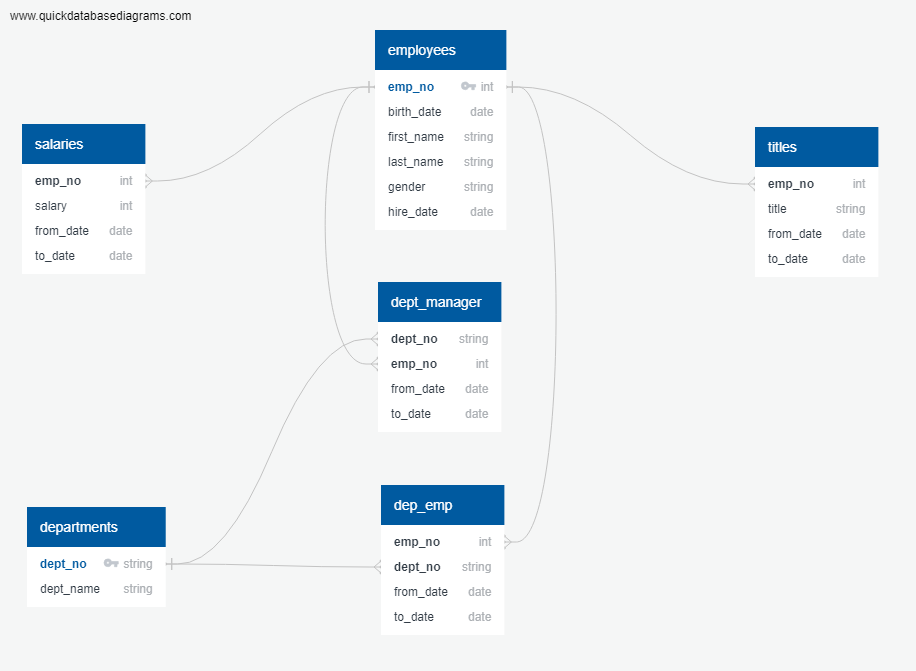 www.quickdatabasediagrams.com
employees
emp_no int
birth_date date
first_name string
last_name string
gender string
hire_date date
salaries
emp_no int
salary int
from_date date
to_date date
titles
emp_no int
title string
from_date date
to_date date
dept_manager
dept_no string
emp_no int
from_date date
to_date date
departments
dept_no string
dept_name string
dep_emp
emp_no int
dept_no string
from_date date
to_date date